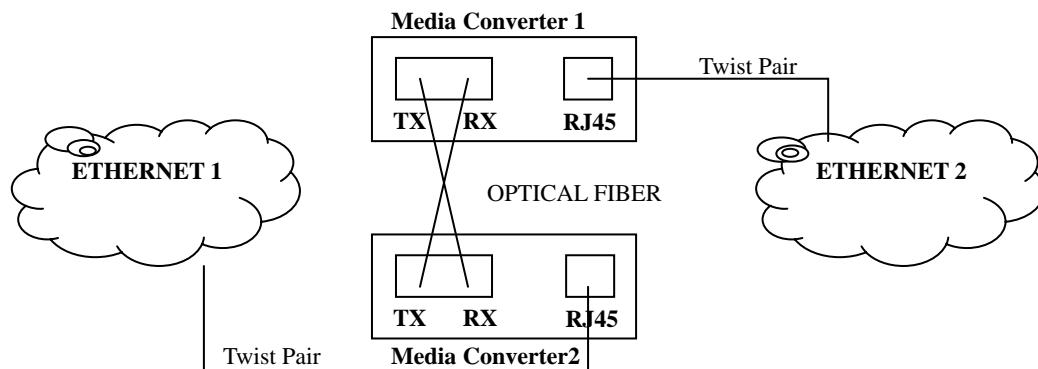 Media Converter 1
Twist Pair
TX RX RJ45
ETHERNET 1
ETHERNET 2
OPTICAL FIBER
TX RX RJ45
Twist Pair
Media Converter2